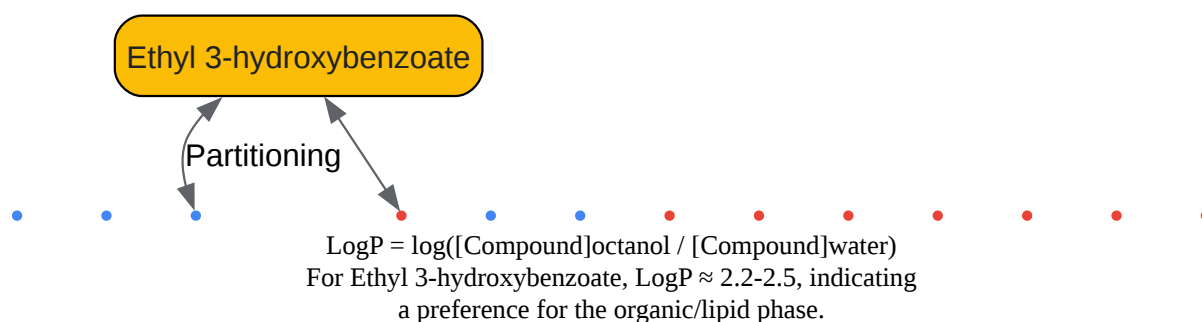 Ethyl 3-hydroxybenzoate
Partitioning
LogP = log([Compound]octanol / [Compound]water)
For Ethyl 3-hydroxybenzoate, LogP ≈ 2.2-2.5, indicating
a preference for the organic/lipid phase.